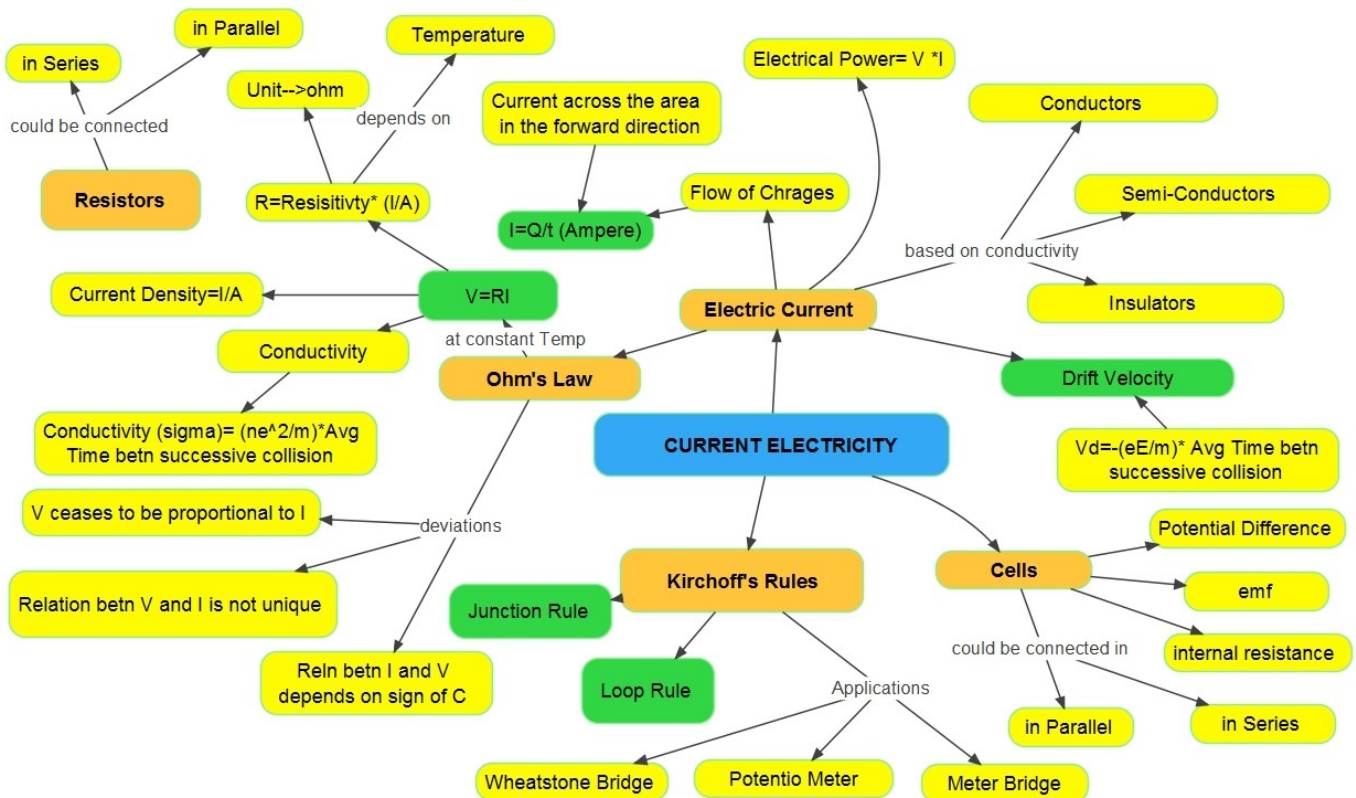 in Parallel
Temperature
in Series
Electrical Power= V *I
Unit-->ohm
Current across the area
in the forward direction
Conductors
could be connected
depends on
Resistors
R=Resisitivty* (I/A)
Flow of Chrages
Semi-Conductors
I=Q/t (Ampere)
based on conductivity
Current Density=I/A
V=RI
Electric Current
Insulators
at constant Temp
Conductivity
Ohm's Law
Drift Velocity
Conductivity (sigma)= (ne^2/m)*Avg
Time betn successive collision
CURRENT ELECTRICITY
Vd=-(eE/m)* Avg Time betn
successive collision
V ceases to be proportional to I
deviations
Potential Difference
Kirchoff's Rules
Cells
Relation betn V and I is not unique
Junction Rule
emf
Reln betn I and V
depends on sign of C
could be connected in
internal resistance
Loop Rule
Applications
in Parallel
in Series
Wheatstone Bridge
Potentio Meter
Meter Bridge